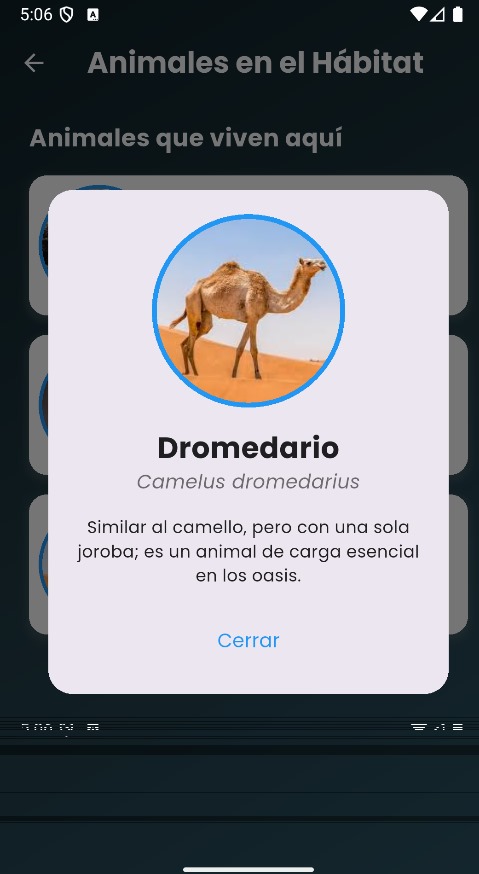 5:06
Animales en el Hábitat
Animales que viven aquí
Dromedario
Camelus dromedarius
Similar al camello, pero con una sola
joroba; es un animal de carga esencial
en los oasis.
Cerrar